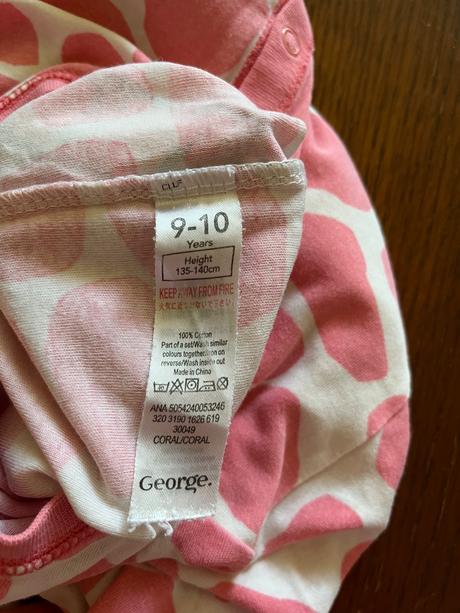 9-10
Years
Height
135-140cm
KEEP AWAY FROM FIRE
100% Cotton
Part of a set/Wash similar
colours together/Iron on
reverse/Wash inside out
Made in China
ANA 5054240053246
320 3190 1626 619
30049
CORAL/CORAL
George.